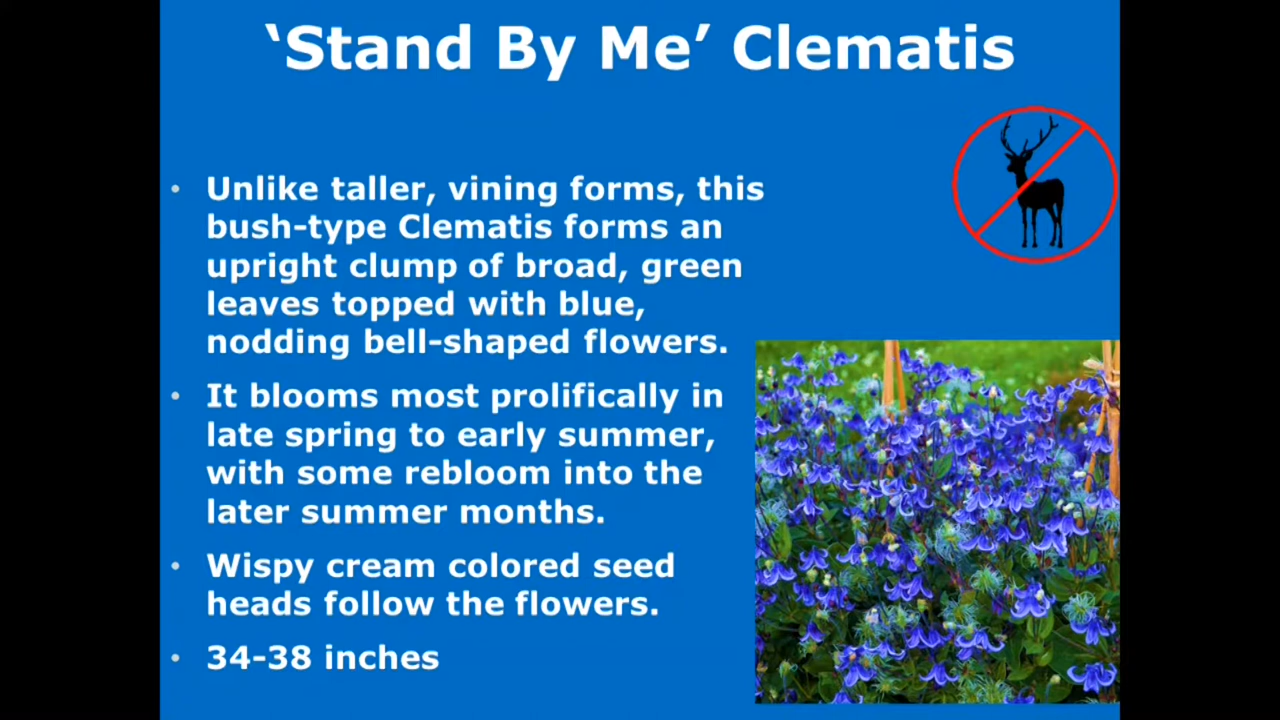 ‘Stand By Me’ Clematis
• Unlike taller, vining forms, this
bush-type Clematis forms an
upright clump of broad, green
leaves topped with blue,
nodding bell-shaped flowers.
• It blooms most prolifically in
late spring to early summer,
with some rebloom into the
later summer months.
• Wispy cream colored seed
heads follow the flowers.
• 34-38 inches